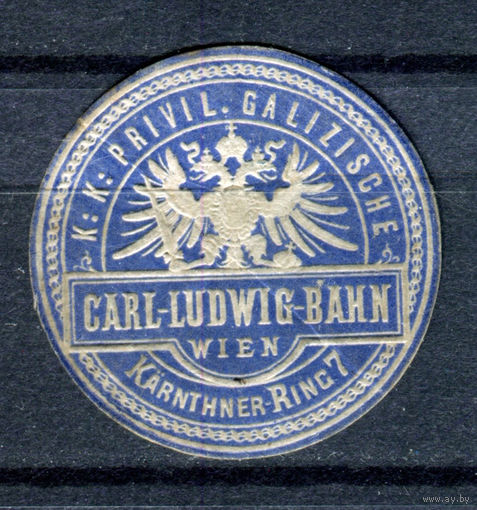 K: K: PRIVIL. GALIZISCHE
CARL-LUDWIG-BAHN
WIEN
KÄRNTHNER-RING 7
www.ay.by